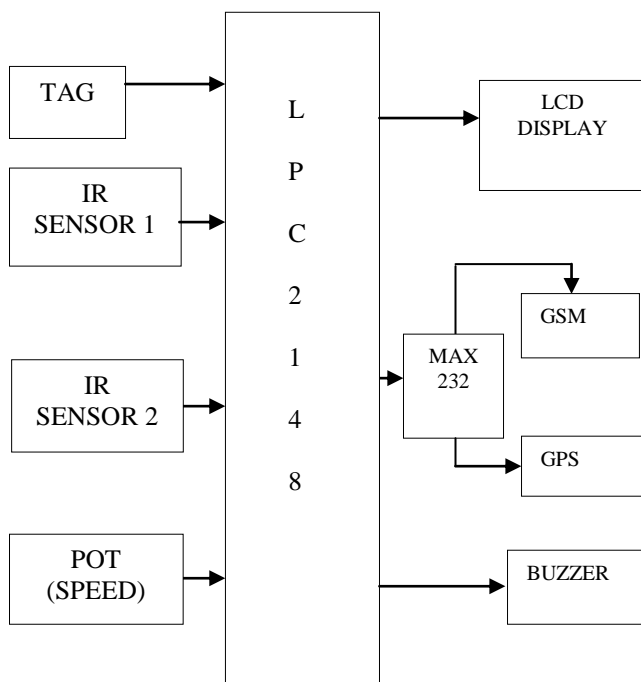 TAG
IR
SENSOR 1
IR
SENSOR 2
POT
(SPEED)
L
P
C
2
1
4
8
LCD
DISPLAY
MAX
232
GSM
GPS
BUZZER